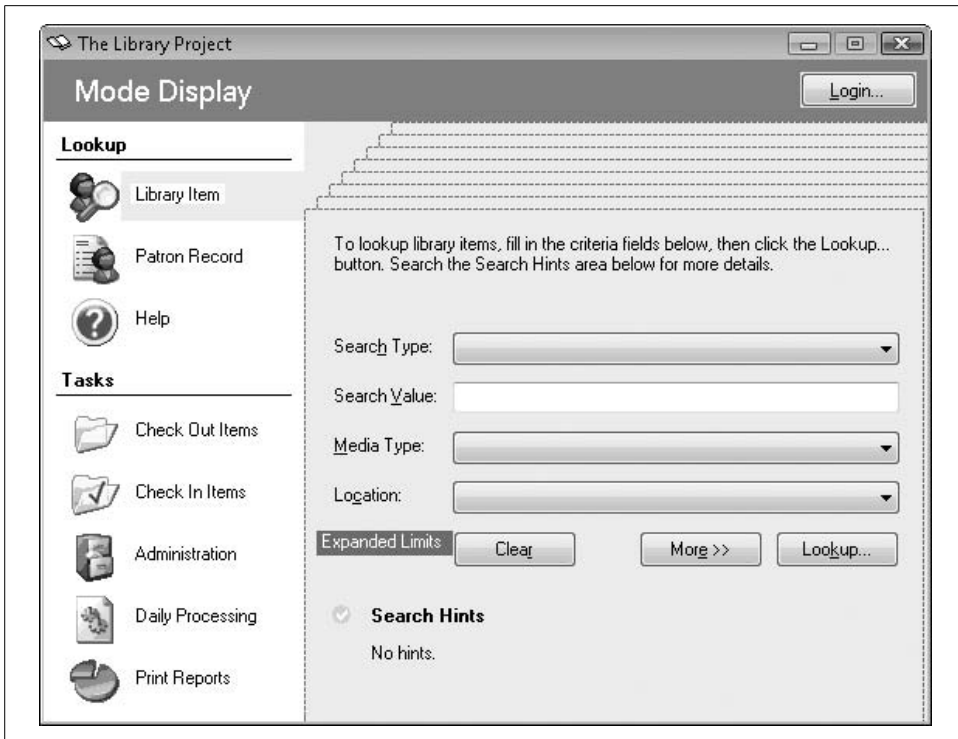 The Library Project
Mode Display
Login...
Lookup
Library Item
Patron Record
Help
Tasks
Check Out Items
Check In Items
Administration
Daily Processing
Print Reports
To lookup library items, fill in the criteria fields below, then click the Lookup...
button. Search the Search Hints area below for more details.
Search Type:
Search Value:
Media Type:
Location:
Expanded Limits
Clear
More >>
Lookup...
Search Hints
No hints.